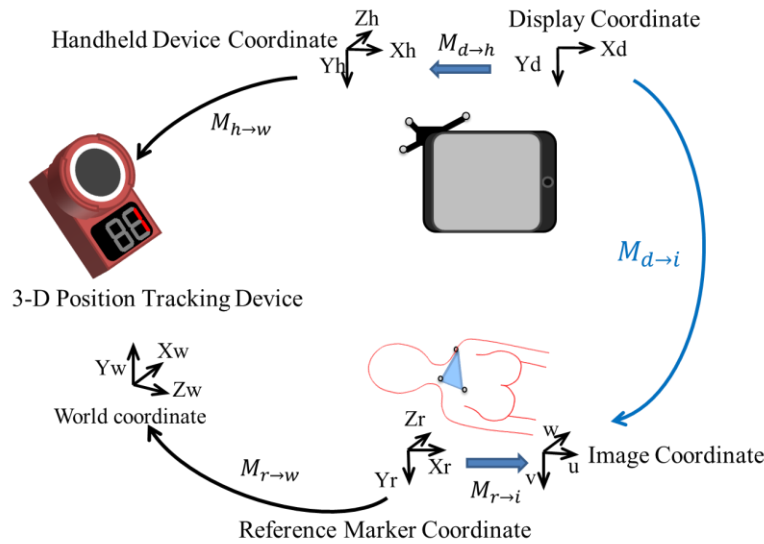 Handheld Device Coordinate
Zh
Xh
Yh
M_{d→h}
Display Coordinate
Xd
Yd
M_{h→w}
M_{d→i}
3-D Position Tracking Device
Yw
Xw
Zw
World coordinate
M_{r→w}
Zr
Xr
Yr
M_{r→i}
w
u
v
Image Coordinate
Reference Marker Coordinate